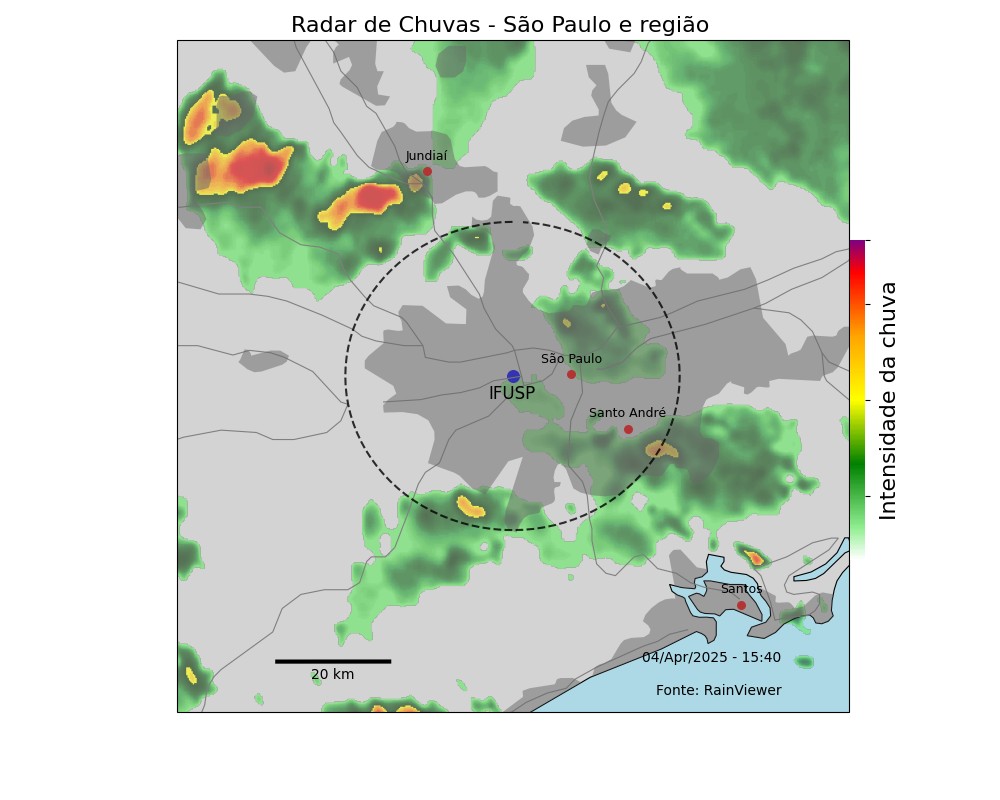 Radar de Chuvas - São Paulo e região
Jundiaí
São Paulo
IFUSP
Santo André
Santos
04/Apr/2025 - 15:40
20 km
Fonte: RainViewer
Intensidade da chuva